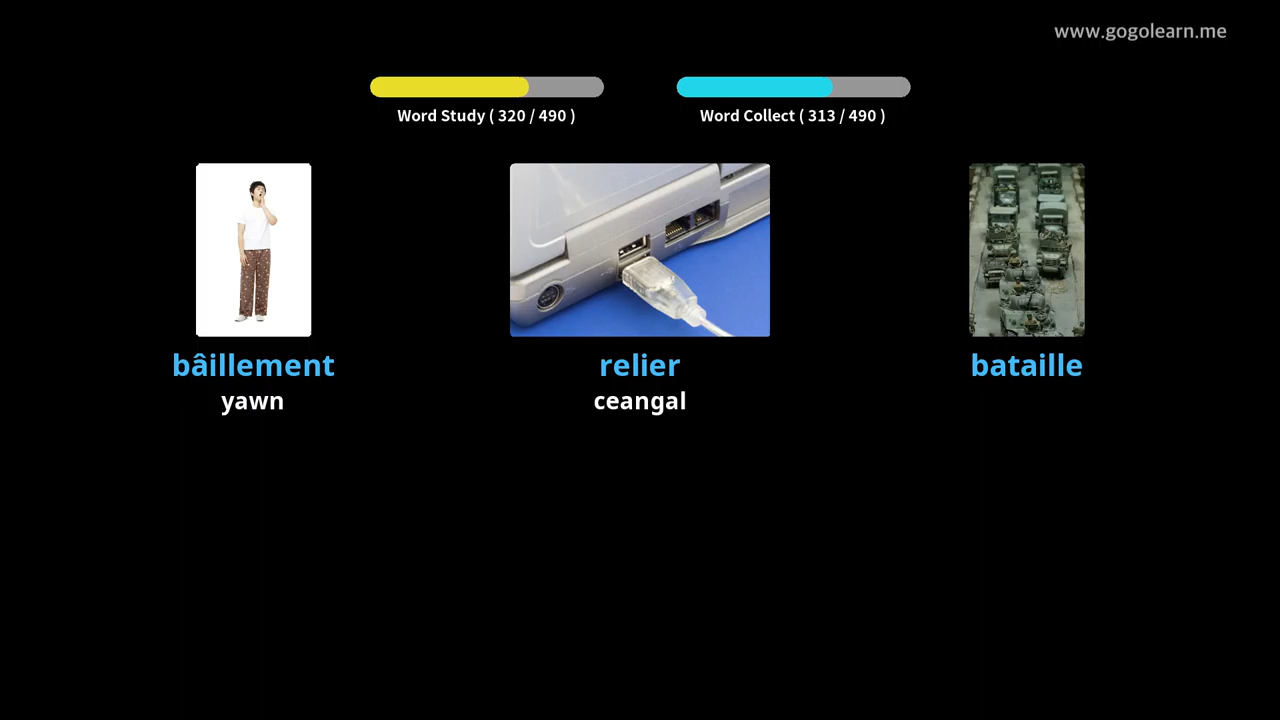 www.gogolearn.me
Word Study ( 320 / 490 )
Word Collect ( 313 / 490 )
bâillement
yawn
relier
ceangal
bataille